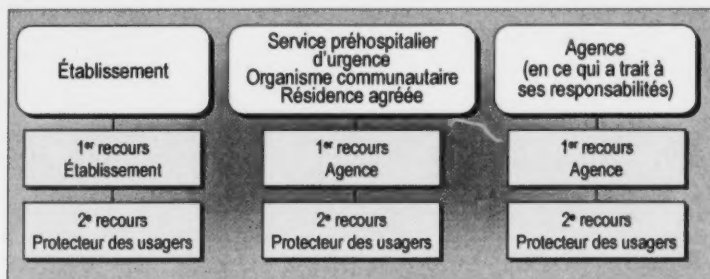 Établissement
1er recours
Établissement
2e recours
Protecteur des usagers
Service préhospitalier
d'urgence
Organisme communautaire
Résidence agréée
1er recours
Agence
2e recours
Protecteur des usagers
Agence
(en ce qui a trait à
ses responsabilités)
1er recours
Agence
2e recours
Protecteur des usagers